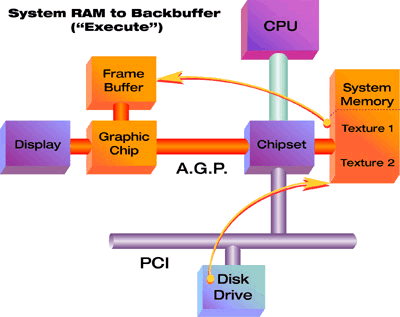 System RAM to Backbuffer
("Execute")
CPU
Frame
Buffer
System
Memory
Display
Graphic
Chip
Chipset
Texture 1
Texture 2
A.G.P.
PCI
Disk
Drive